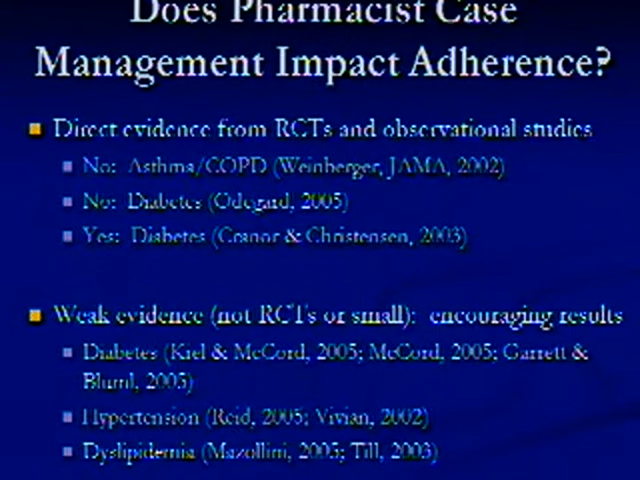 Does Pharmacist Case
Management Impact Adherence?
Direct evidence from RCTs and observational studies
No: Asthma/COPD (Weinberger, JAMA, 2002)
No: Diabetes (Odegard, 2005)
Yes: Diabetes (Cranor & Christensen, 2003)
Weak evidence (not RCTs or small): encouraging results
Diabetes (Kiel & McCord, 2005; McCord, 2005; Garrett &
Bluml, 2005)
Hypertension (Reid, 2005; Vivian, 2002)
Dyslipidemia (Mazollini, 2005; Till, 2003)